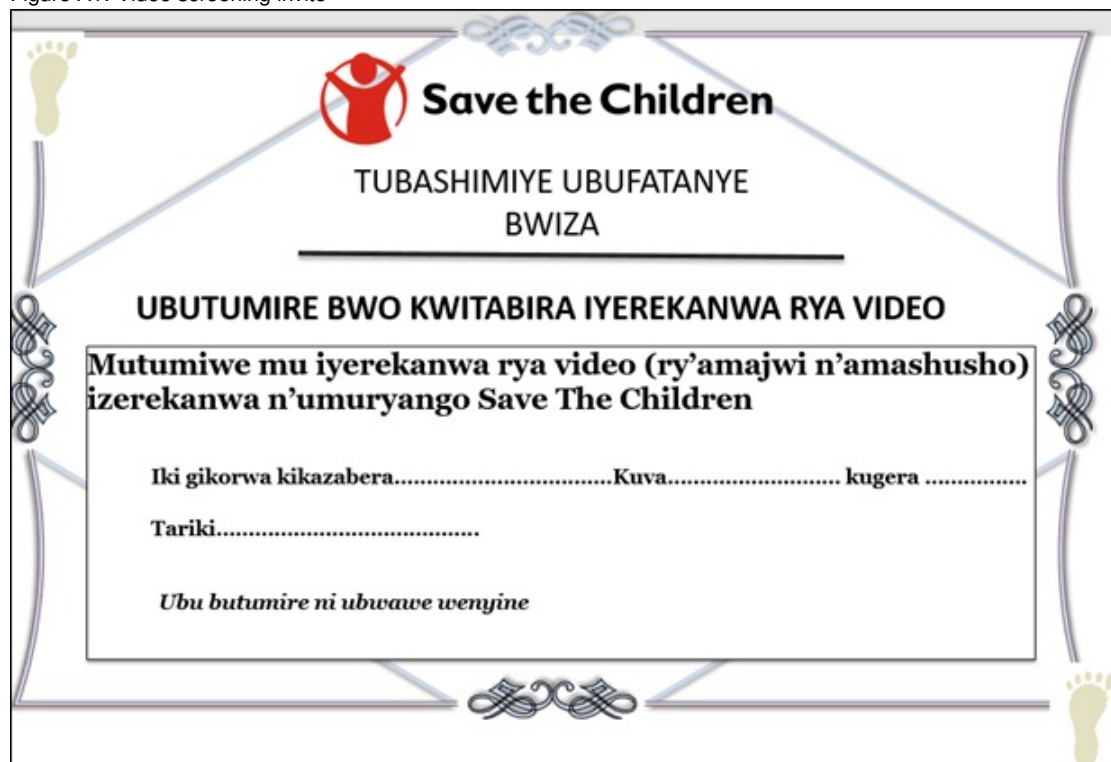 Save the Children
TUBASHIMIYE UBUFATANYE
BWIZA
UBUTUMIRE BWO KWITABIRA IYEREKANWA RYA VIDEO
Mutumiwe mu iyerekanwa rya video (ry’amajwi n’amashusho)
izerekanwa n’umuryango Save The Children
Iki gikorwa kikazabera..................................Kuva........................... kugera ................
Tariki.........................................
Ubu butumire ni ubwawe wenyine